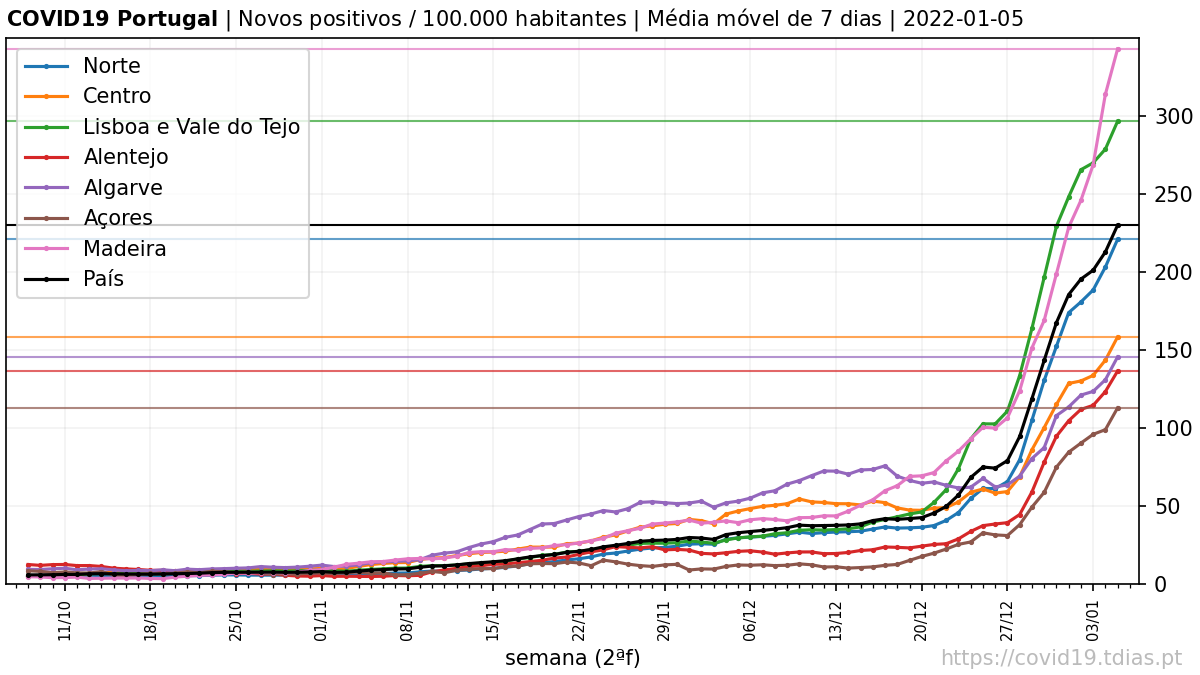 COVID19 Portugal | Novos positivos / 100.000 habitantes | Média móvel de 7 dias | 2022-01-05
Norte
Centro
Lisboa e Vale do Tejo
Alentejo
Algarve
Açores
Madeira
País
300
250
200
150
100
50
0
11/10
18/10
25/10
01/11
08/11
15/11
22/11
29/11
06/12
13/12
20/12
27/12
03/01
semana (2ªf)
https://covid19.tdias.pt